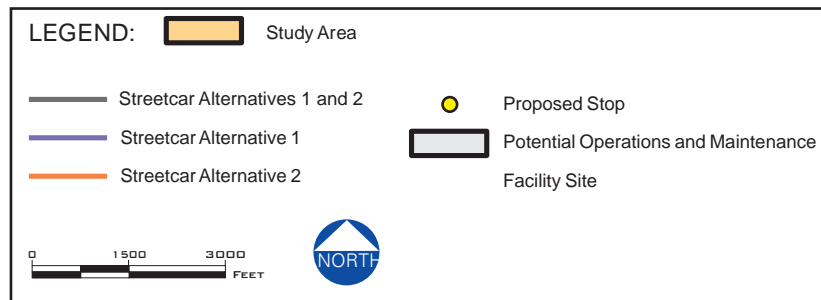 LEGEND:
Study Area
Streetcar Alternatives 1 and 2
Streetcar Alternative 1
Streetcar Alternative 2
Proposed Stop
Potential Operations and Maintenance
Facility Site
0 1500 3000
FEET
NORTH